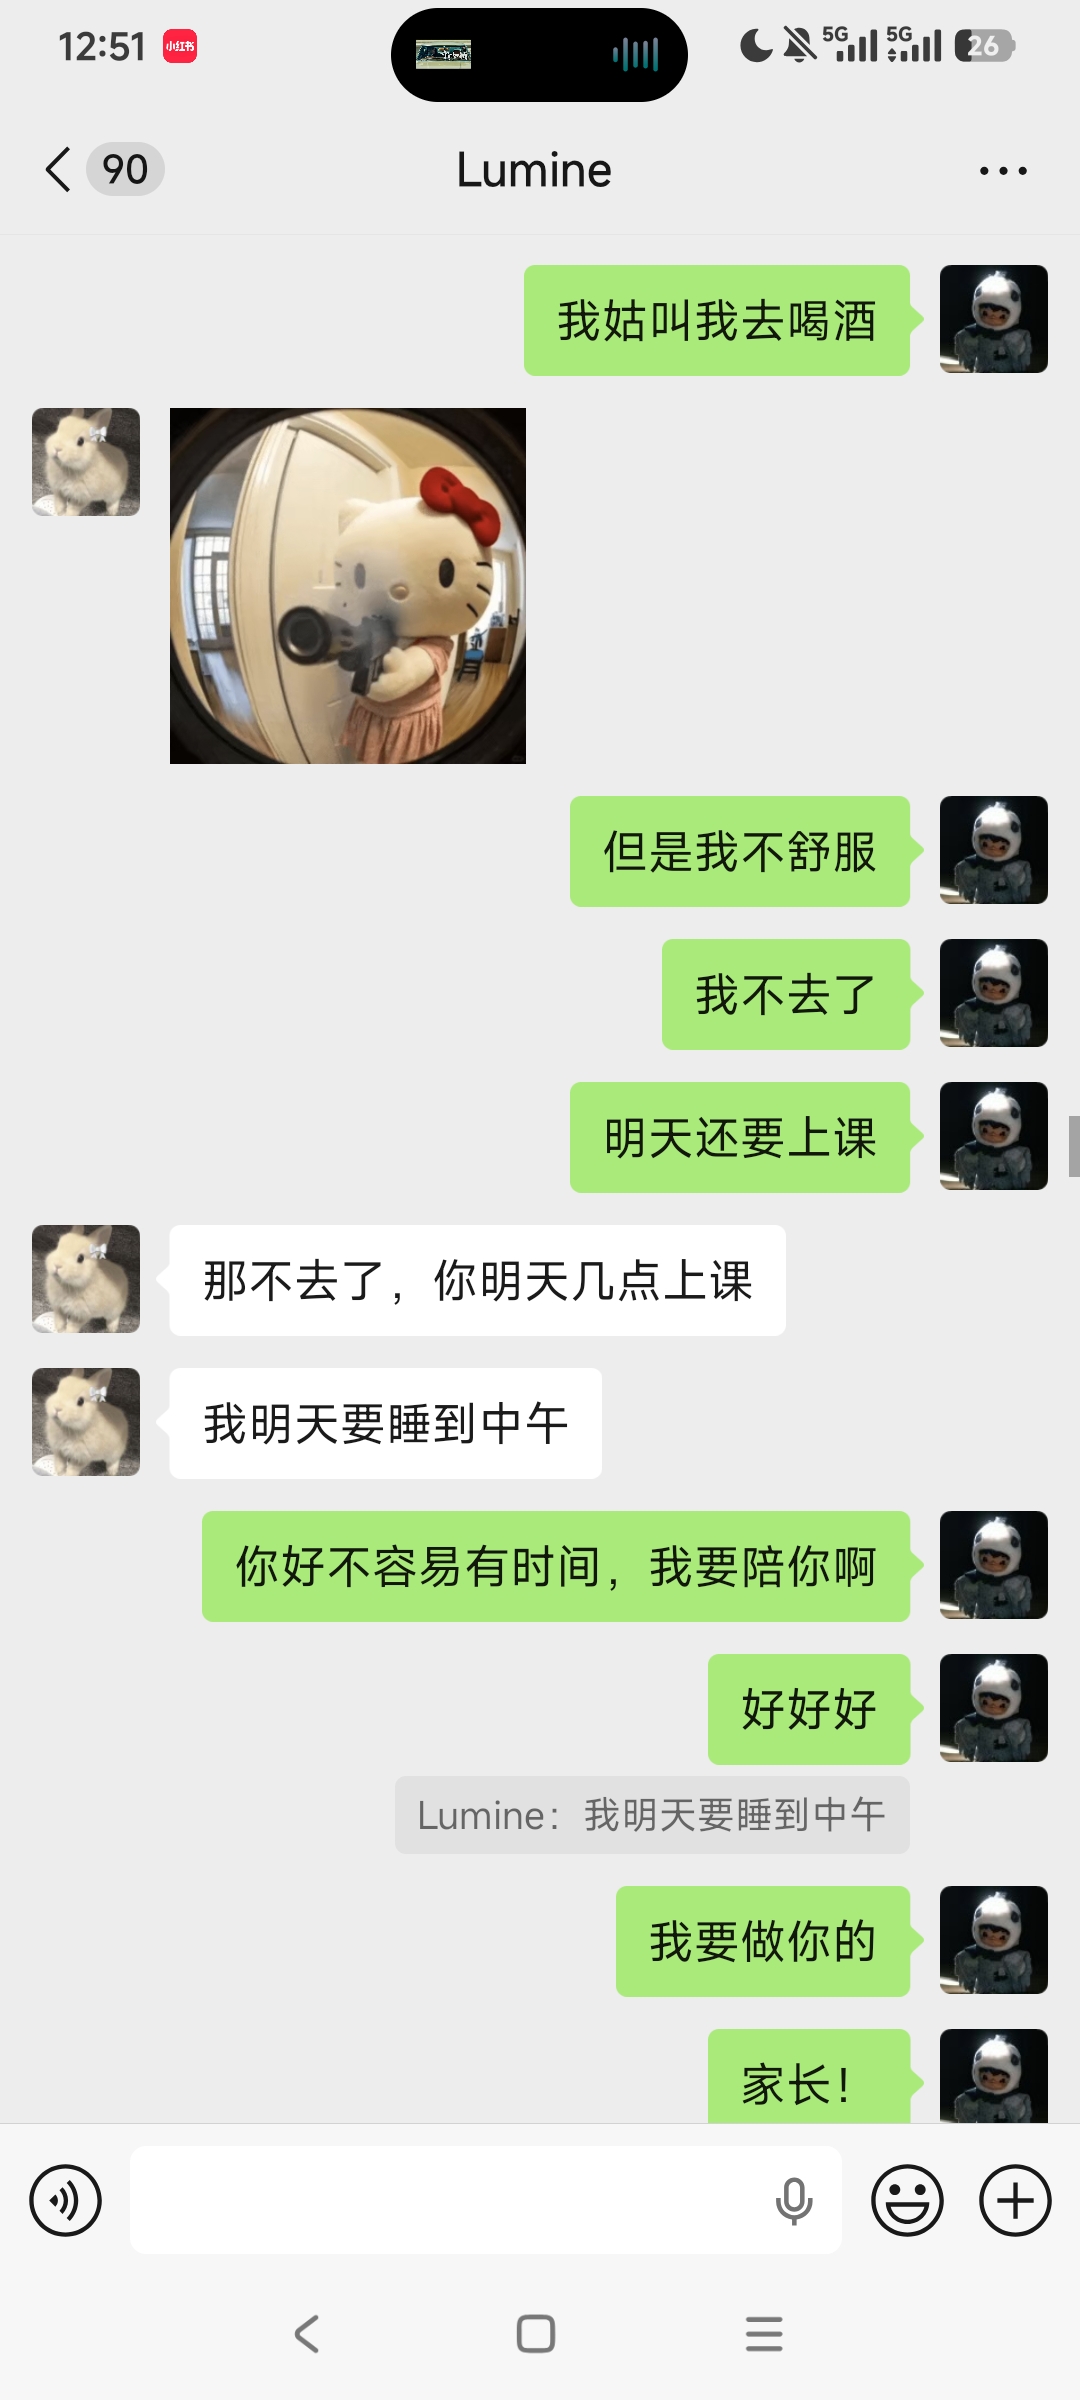 12:51 小红书 5G 5G 26
90 Lumine
我姑叫我去喝酒
但是我不舒服
我不去了
明天还要上课
那不去了，你明天几点上课
我明天要睡到中午
你好不容易有时间，我要陪你啊
好好好
Lumine：我明天要睡到中午
我要做你的
家长！